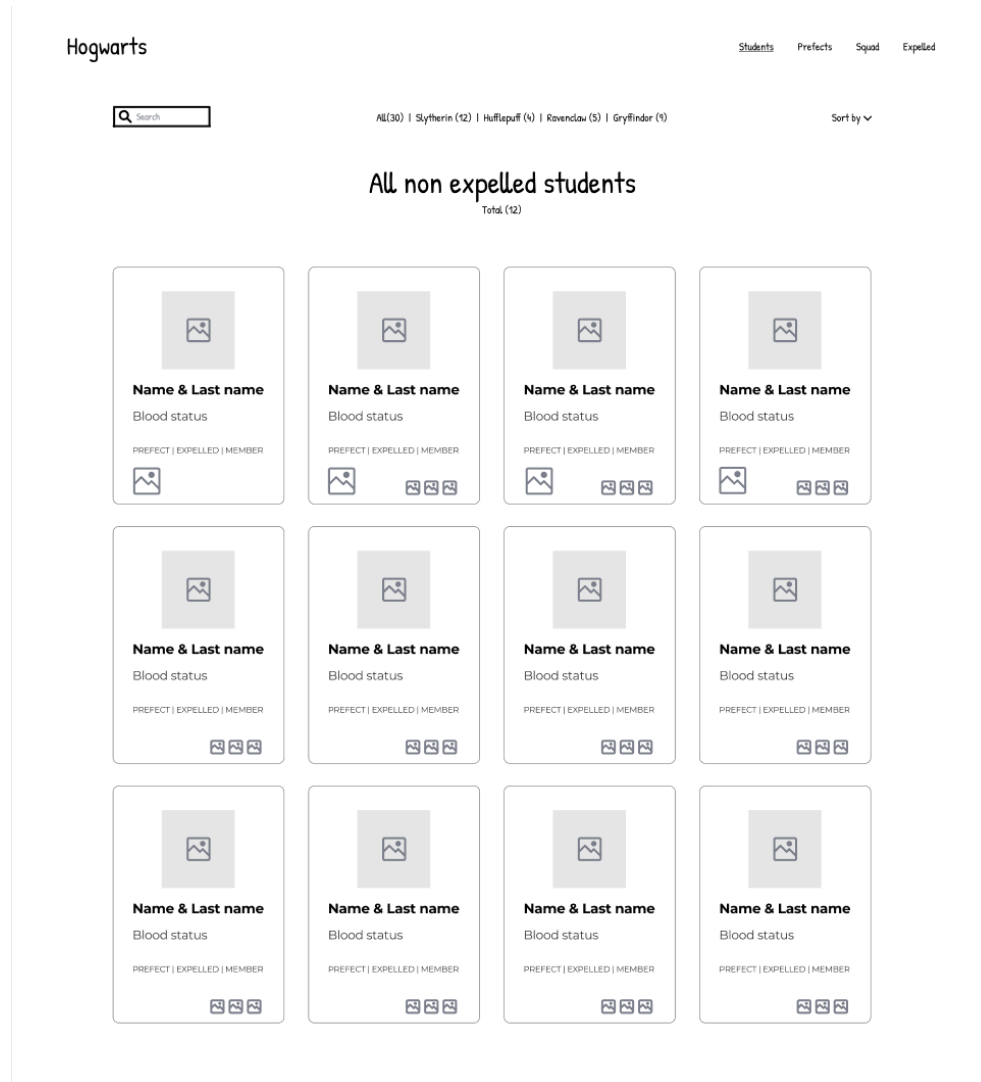 Hogwarts
Students Prefects Squad Expelled
Search
All(30) | Slytherin (12) | Hufflepuff (4) | Ravenclaw (5) | Gryffindor (9)
Sort by
All non expelled students
Total (12)
Name & Last name Name & Last name Name & Last name Name & Last name
Blood status Blood status Blood status Blood status
PREFECT | EXPELLED | MEMBER PREFECT | EXPELLED | MEMBER PREFECT | EXPELLED | MEMBER PREFECT | EXPELLED | MEMBER
Name & Last name Name & Last name Name & Last name Name & Last name
Blood status Blood status Blood status Blood status
PREFECT | EXPELLED | MEMBER PREFECT | EXPELLED | MEMBER PREFECT | EXPELLED | MEMBER PREFECT | EXPELLED | MEMBER
Name & Last name Name & Last name Name & Last name Name & Last name
Blood status Blood status Blood status Blood status
PREFECT | EXPELLED | MEMBER PREFECT | EXPELLED | MEMBER PREFECT | EXPELLED | MEMBER PREFECT | EXPELLED | MEMBER